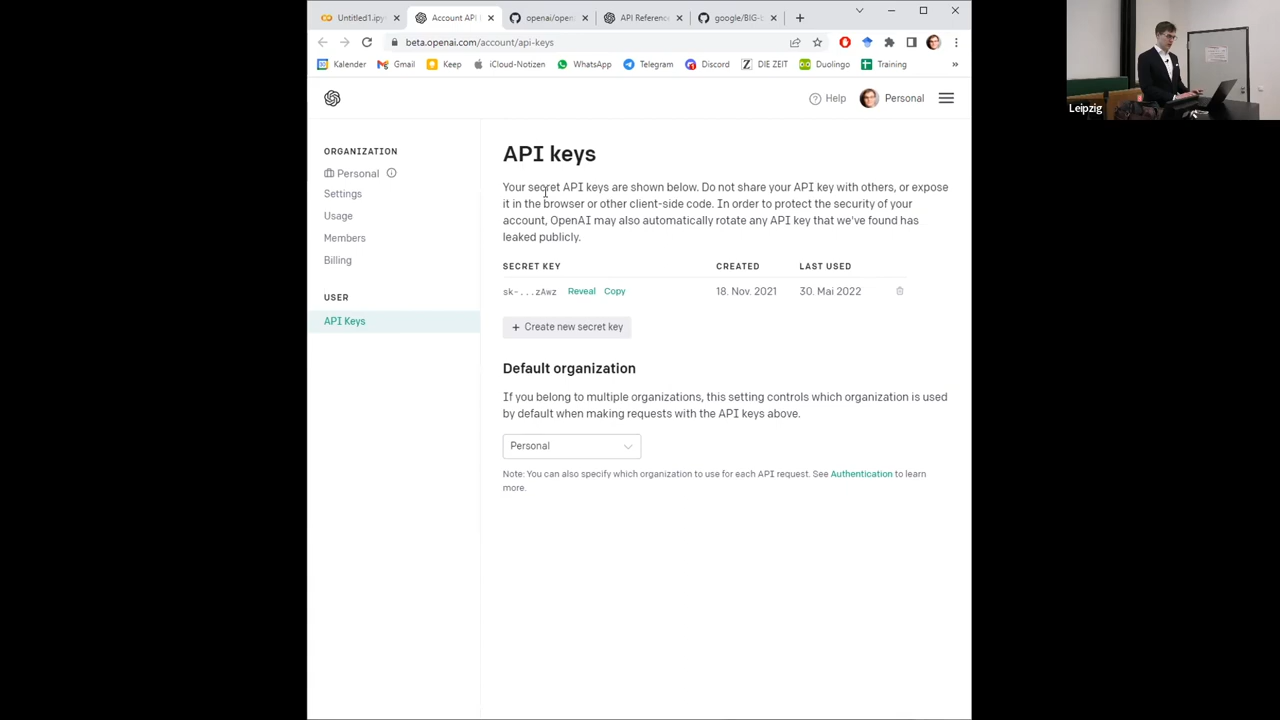 Untitled1.ipy
Account API
openai/open
API Referenc
google/BIG-b
beta.openai.com/account/api-keys
Kalender
Gmail
Keep
iCloud-Notizen
WhatsApp
Telegram
Discord
DIE ZEIT
Duolingo
Training
»
Help
Personal
ORGANIZATION
Personal
Settings
Usage
Members
Billing
USER
API Keys
API keys
Your secret API keys are shown below. Do not share your API key with others, or expose
it in the browser or other client-side code. In order to protect the security of your
account, OpenAI may also automatically rotate any API key that we've found has
leaked publicly.
SECRET KEY CREATED LAST USED
sk-...zAwz Reveal Copy 18. Nov. 2021 30. Mai 2022
+ Create new secret key
Default organization
If you belong to multiple organizations, this setting controls which organization is used
by default when making requests with the API keys above.
Personal
Note: You can also specify which organization to use for each API request. See Authentication to learn
more.
Leipzig